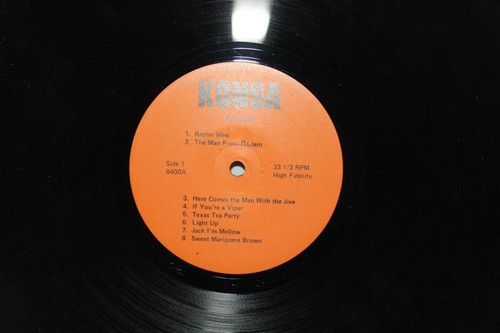 KONGA
1. Reefer Man
2. The Man From Harlem
Side 1
8400A
33 1/3 RPM
High Fidelity
3. Here Comes the Man With the Jive
4. If You're a Viper
5. Texas Tea Party
6. Light Up
7. Jack I'm Mellow
8. Sweet Marijuana Brown